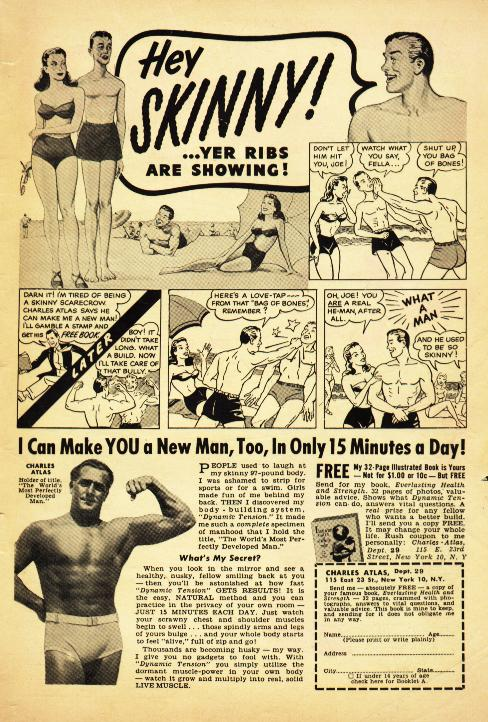 Hey
SKINNY!
...YER RIBS
ARE SHOWING!
DON'T LET
HIM HIT
YOU, JOE!
WATCH WHAT
YOU SAY,
FELLA...
SHUT UP,
YOU BAG
OF BONES!
DARN IT! I'M TIRED OF BEING
A SKINNY SCARECROW.
CHARLES ATLAS SAYS HE
CAN MAKE ME A NEW MAN!
I'LL GAMBLE A STAMP AND
GET HIS FREE BOOK
LATER
BOY! IT
DIDN'T TAKE
LONG. WHAT
A BUILD. NOW
I'LL TAKE CARE OF
THAT BULLY.
HERE'S A LOVE-TAP---
FROM THAT "BAG OF BONES",
REMEMBER?
OH, JOE! YOU
ARE A REAL
HE-MAN, AFTER
ALL.
WHAT
A
MAN
AND HE USED
TO BE SO
SKINNY!
I Can Make YOU a New Man, Too, In Only 15 Minutes a Day!
CHARLES
ATLAS
Holder of title,
"The World's
Most Perfectly
Developed
Man."
PEOPLE used to laugh at
my skinny 97-pound body.
I was ashamed to strip for
sports or for a swim. Girls
made fun of me behind my
back. THEN I discovered my
body-building system,
"Dynamic Tension." It made
me such a complete specimen
of manhood that I hold the
title, "The World's Most Per-
fectly Developed Man."
What's My Secret?
When you look in the mirror and see a
healthy, husky, fellow smiling back at you
— then you'll be astonished at how fast
"Dynamic Tension" GETS RESULTS! It is
the easy, NATURAL method and you can
practice in the privacy of your own room —
JUST 15 MINUTES EACH DAY. Just watch
your scrawny chest and shoulder muscles
begin to swell . . . those spindly arms and legs
of yours bulge . . . and your whole body starts
to feel "alive," full of zip and go!
Thousands are becoming husky — my way.
I give you no gadgets to fool with. With
"Dynamic Tension" you simply utilize the
dormant muscle-power in your own body
— watch it grow and multiply into real, solid
LIVE MUSCLE.
FREE My 32-Page Illustrated Book is Yours
— Not for $1.00 or 10c — But FREE
Send for my book, Everlasting Health
and Strength. 32 pages of photos, valu-
able advice. Shows what Dynamic Ten-
sion can do, answers vital questions. A
real prize for any fellow
who wants a better build.
I'll send you a copy FREE.
It may change your whole
life. Rush coupon to me
personally: Charles Atlas,
Dept. 29 115 E. 23rd
Street, New York 10, N. Y.
CHARLES ATLAS, Dept. 29
115 East 23 St., New York 10, N.Y.
Send me — absolutely FREE — a copy of
your famous book, Everlasting Health and
Strength — 32 pages, crammed with pho-
tographs, answers to vital questions, and
valuable advice. This book is mine to keep,
and sending for it does not obligate me
in any way.
Name Age
(Please print or write plainly)
Address
City State
If under 14 years of age
check here for Booklet A.